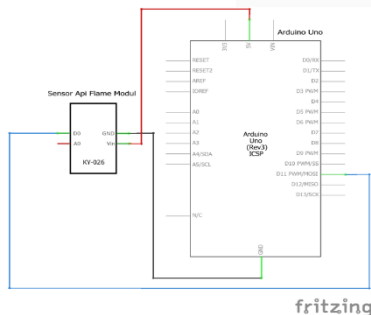 Arduino Uno
3V3
5V
VIN
RESET
RESET2
AREF
IOREF
A0
A1
A2
A3
A4/SDA
A5/SCL
N/C
Arduino
Uno
(Rev3)
ICSP
D0/RX
D1/TX
D2
D3 PWM
D4
D5 PWM
D6 PWM
D7
D8
D9 PWM
D10 PWM/SS
D11 PWM/MOSI
D12/MISO
D13/SCK
GND
Sensor Api Flame Modul
D0
A0
GND
Vin
KY-026
fritzing